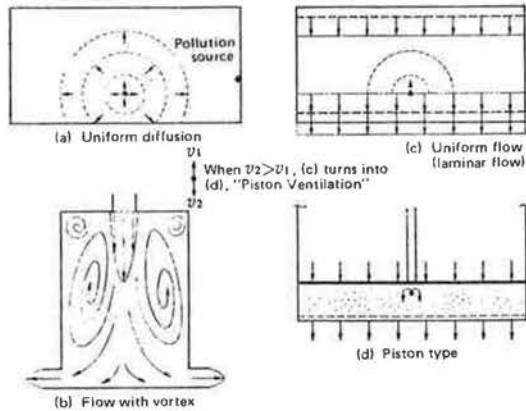 Pollution
source
(a) Uniform diffusion
(c) Uniform flow
(laminar flow)
v₁
When v₂>v₁, (c) turns into
(d), "Piston Ventilation"
v₂
(b) Flow with vortex
(d) Piston type